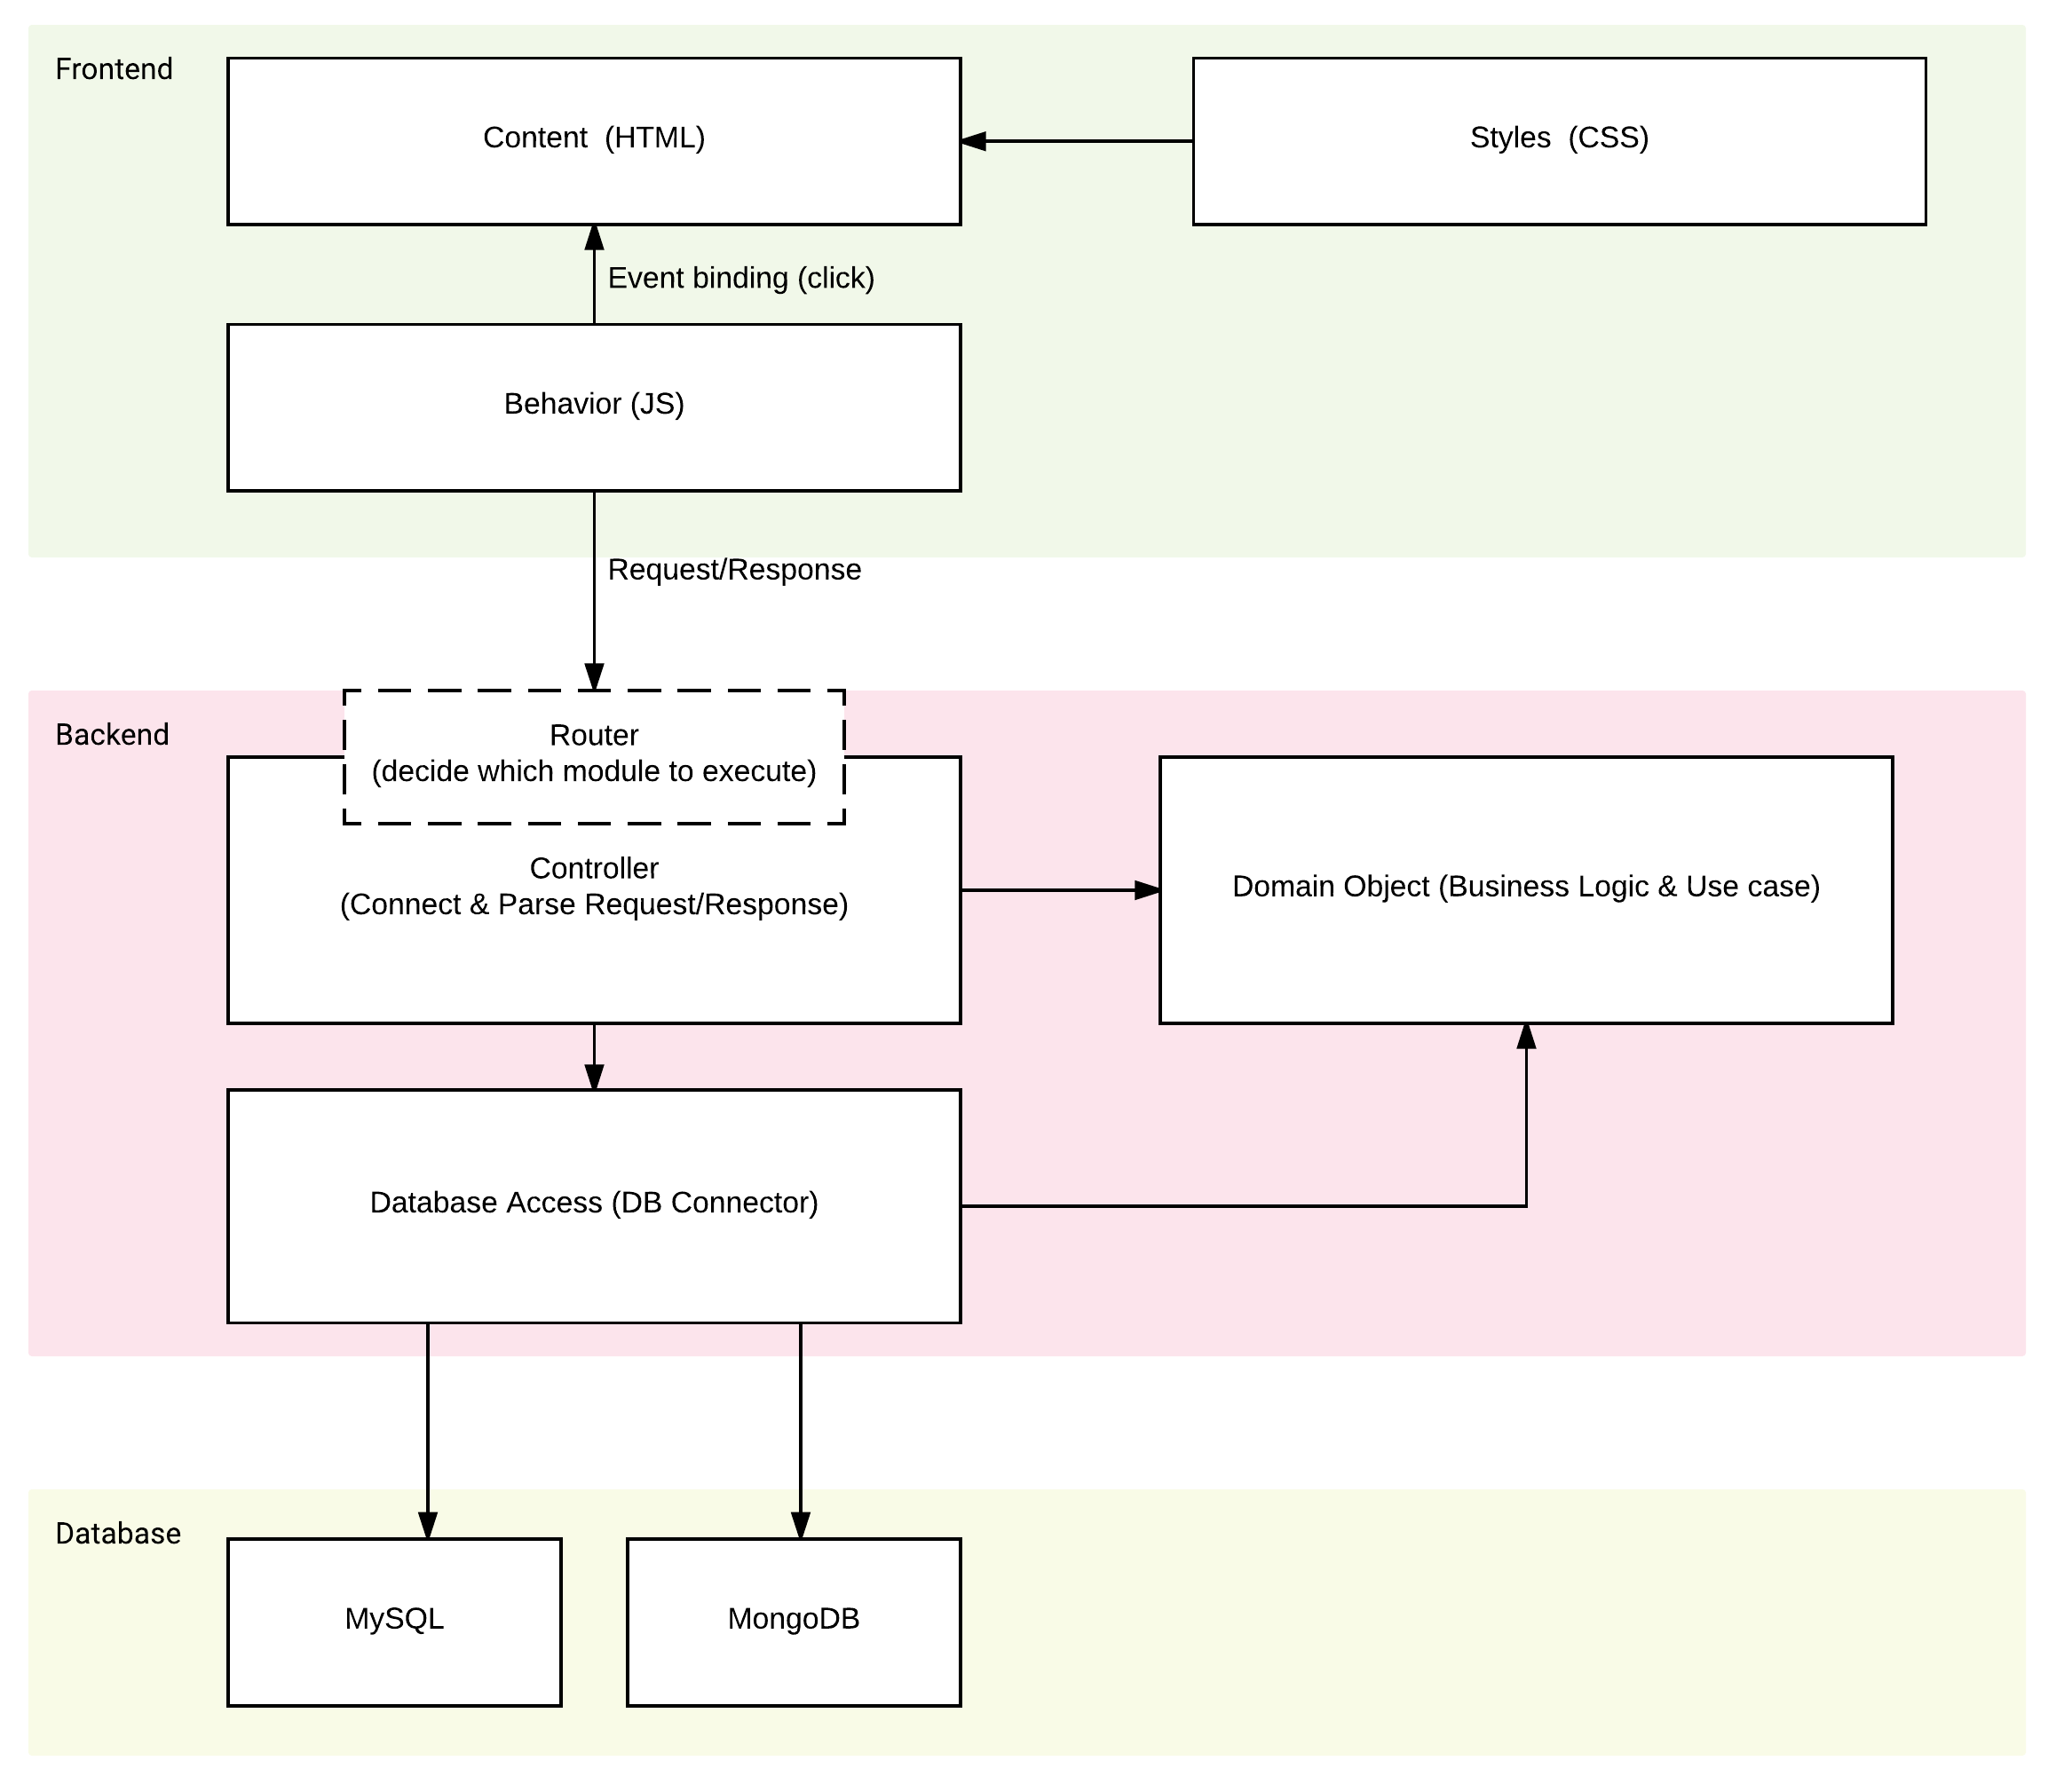 Frontend
Content  (HTML)
Styles  (CSS)
Event binding (click)
Behavior (JS)
Request/Response
Backend
Router
(decide which module to execute)
Controller
(Connect & Parse Request/Response)
Domain Object (Business Logic & Use case)
Database Access (DB Connector)
Database
MySQL
MongoDB